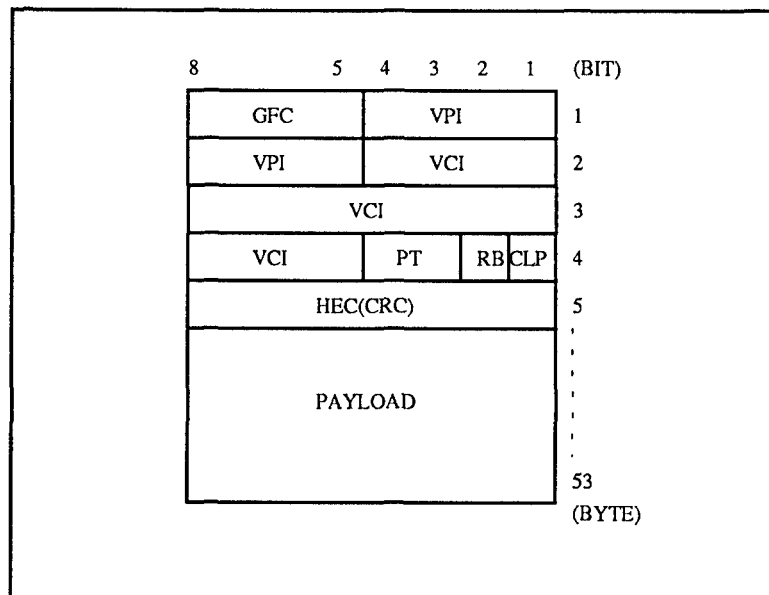 8 5 4 3 2 1 (BIT)
GFC VPI 1
VPI VCI 2
VCI 3
VCI PT RB CLP 4
HEC(CRC) 5
PAYLOAD
53
(BYTE)